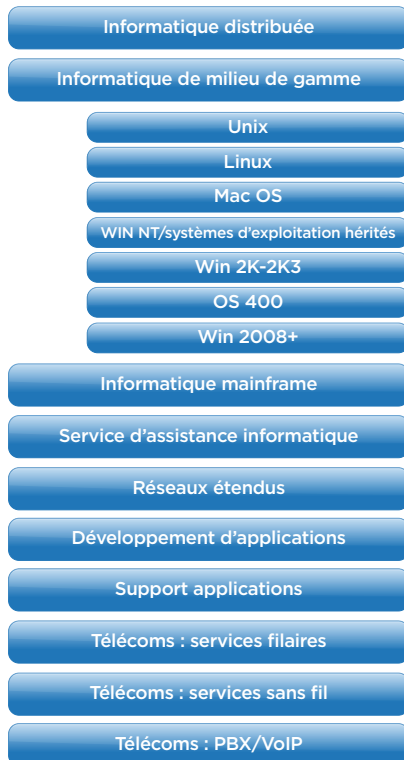 Informatique distribuée
Informatique de milieu de gamme
Unix
Linux
Mac OS
WIN NT/systèmes d’exploitation hérités
Win 2K-2K3
OS 400
Win 2008+
Informatique mainframe
Service d’assistance informatique
Réseaux étendus
Développement d’applications
Support applications
Télécoms : services filaires
Télécoms : services sans fil
Télécoms : PBX/VoIP